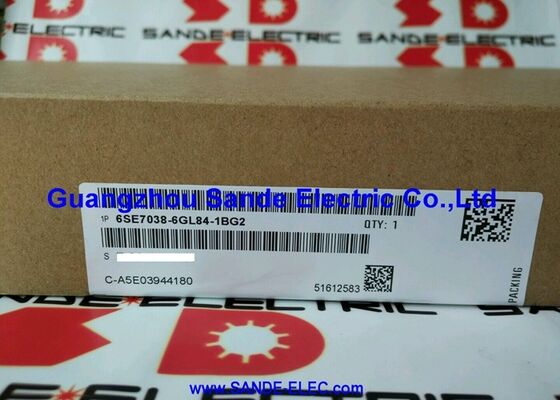 SANDE-ELECTRIC
SANDE-ELECTRIC
Guangzhou Sande Electric Co.,Ltd
1P 6SE7038-6GL84-1BG2
QTY: 1
S
C-A5E03944180
51612583
PACKING
SANDE-ELECTRIC
WWW.SANDE-ELEC.COM